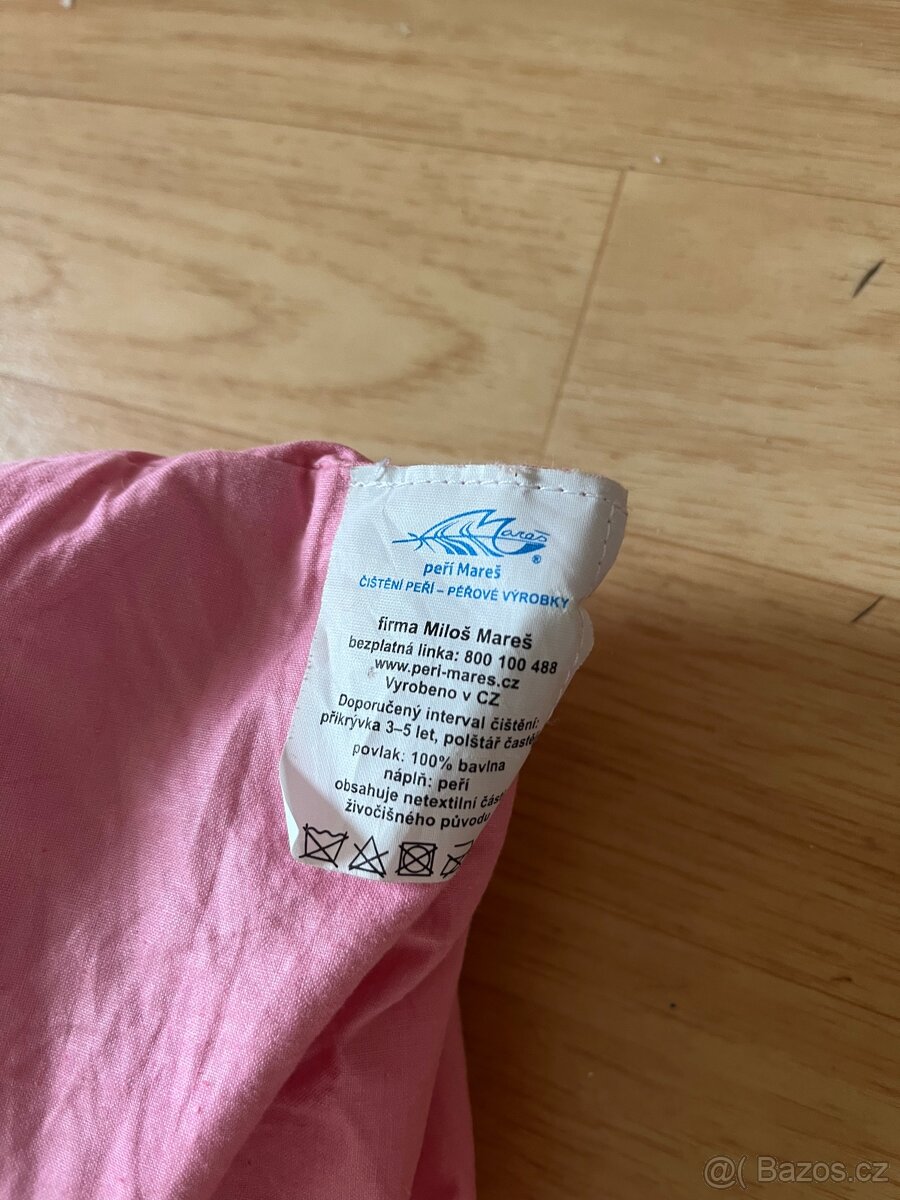 Mareš
®
peří Mareš
ČIŠTĚNÍ PEŘÍ – PÉŘOVÉ VÝROBKY
firma Miloš Mareš
bezplatná linka: 800 100 488
www.peri-mares.cz
Vyrobeno v CZ
Doporučený interval čištění:
přikrývka 3–5 let, polštář
povlak: 100% bavlna
náplň: peří
obsahuje netextilní
živočišného původu
@( Bazos.cz